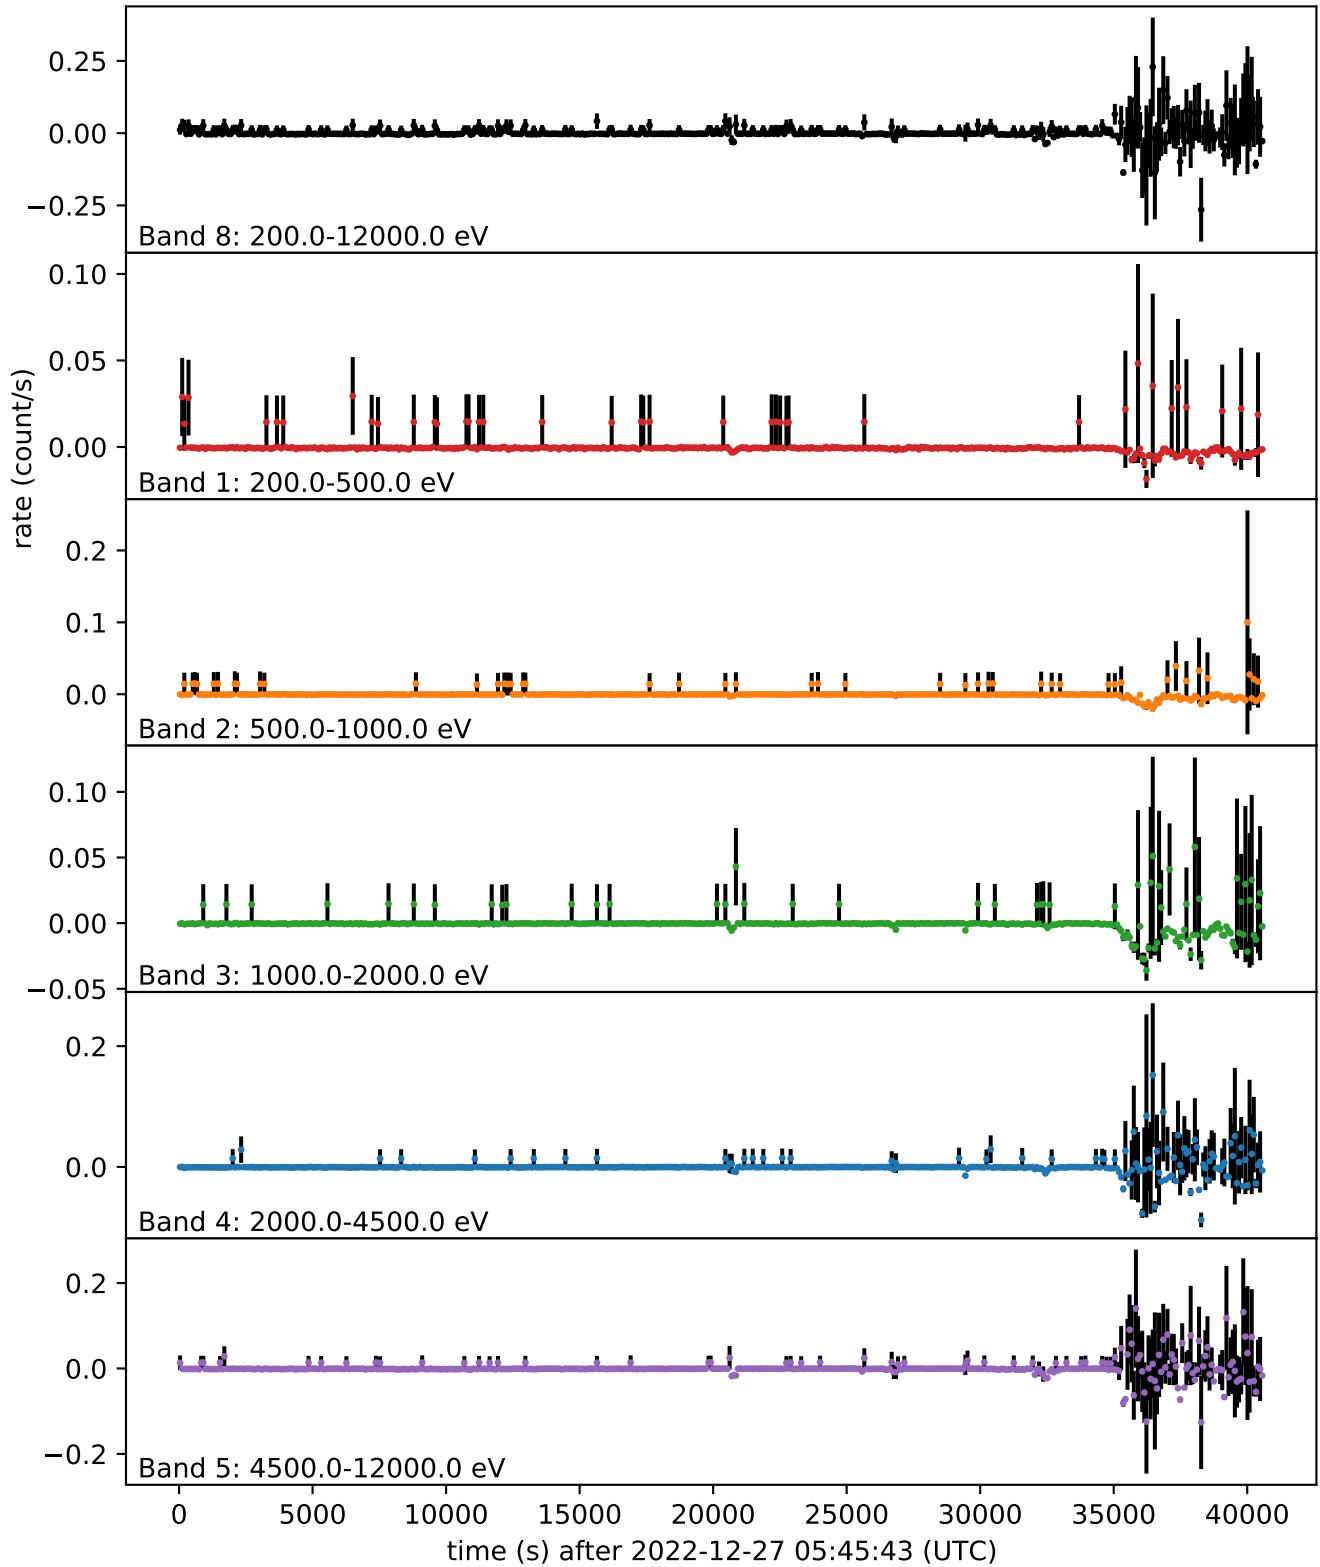 0.25
0.00
−0.25
Band 8: 200.0-12000.0 eV
0.10
0.05
0.00
Band 1: 200.0-500.0 eV
rate (count/s)
0.2
0.1
0.0
Band 2: 500.0-1000.0 eV
0.10
0.05
0.00
−0.05
Band 3: 1000.0-2000.0 eV
0.2
0.0
Band 4: 2000.0-4500.0 eV
0.2
0.0
−0.2
Band 5: 4500.0-12000.0 eV
0 5000 10000 15000 20000 25000 30000 35000 40000
time (s) after 2022-12-27 05:45:43 (UTC)